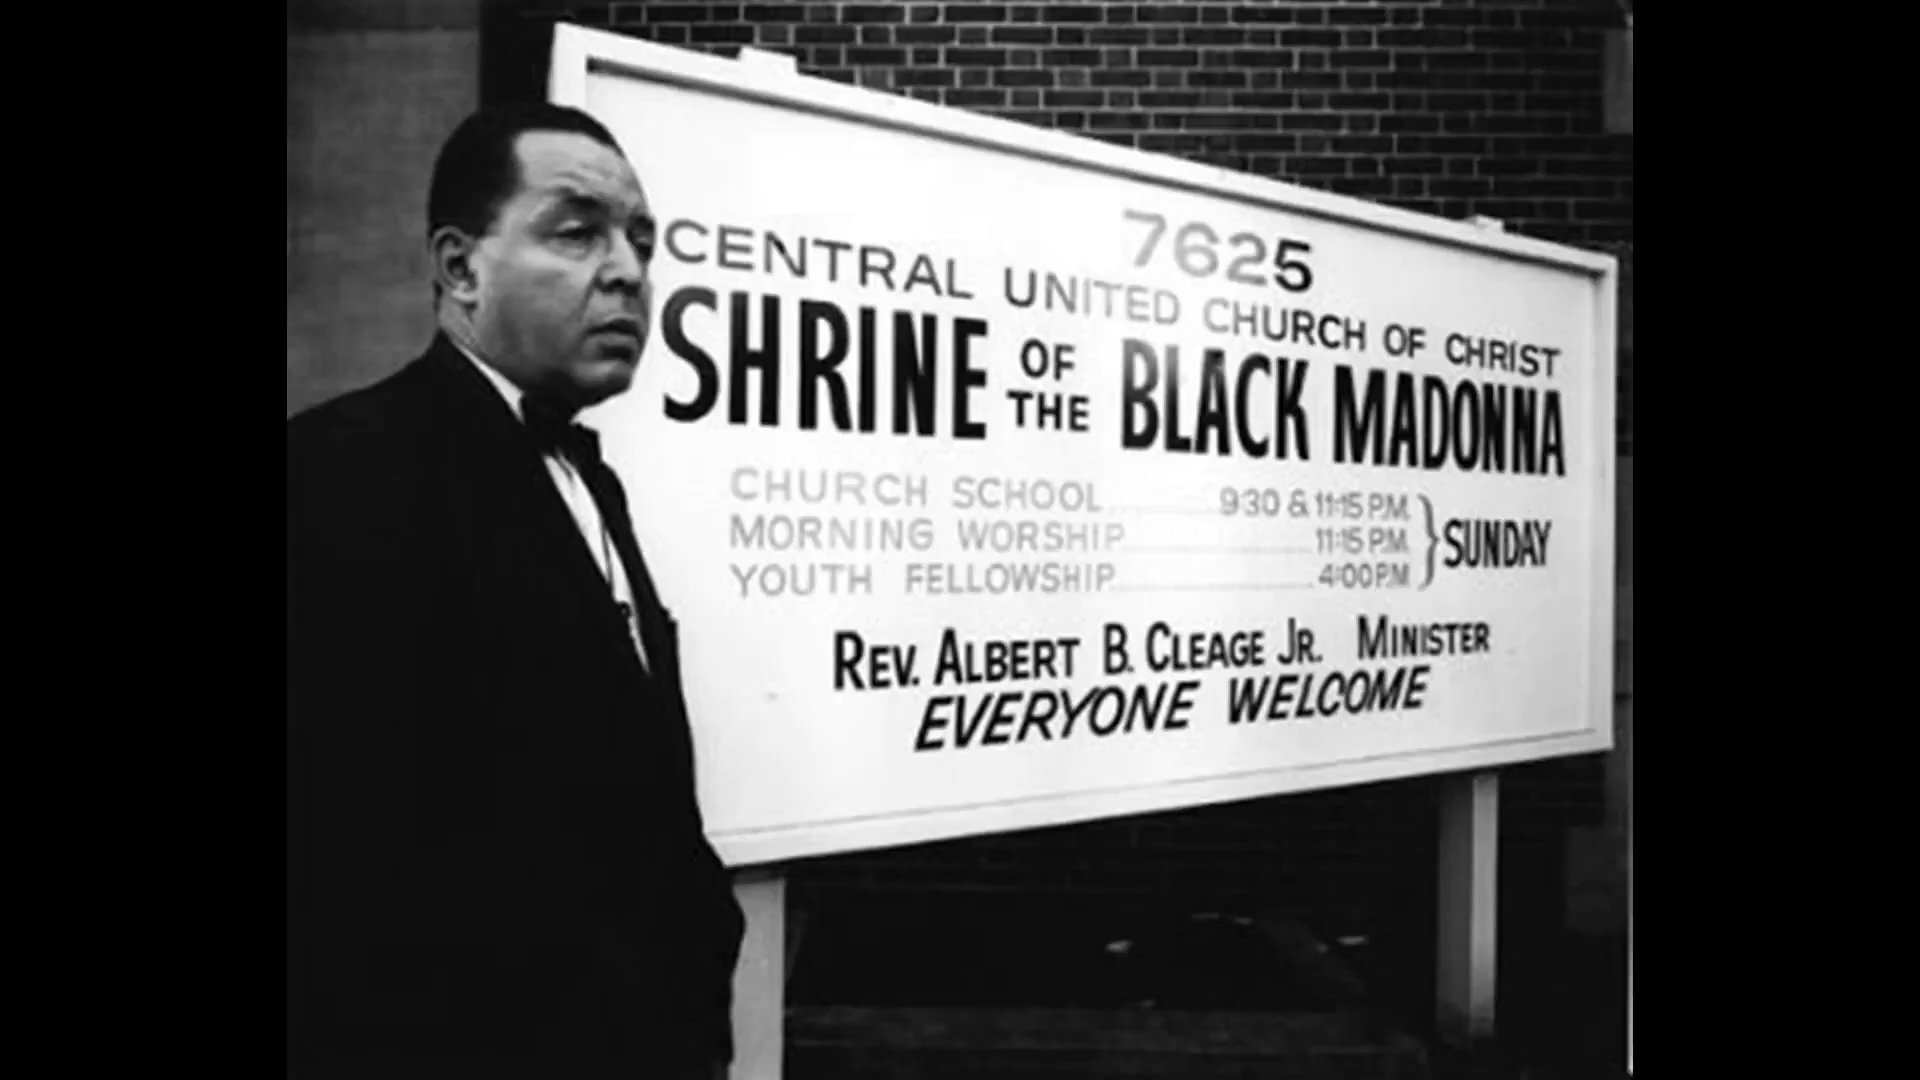 7625
CENTRAL UNITED CHURCH OF CHRIST
SHRINE OF THE BLACK MADONNA
CHURCH SCHOOL 9:30 & 11:15 P.M.
MORNING WORSHIP 11:15 P.M. } SUNDAY
YOUTH FELLOWSHIP 4:00 P.M.
REV. ALBERT B. CLEAGE JR. MINISTER
EVERYONE WELCOME